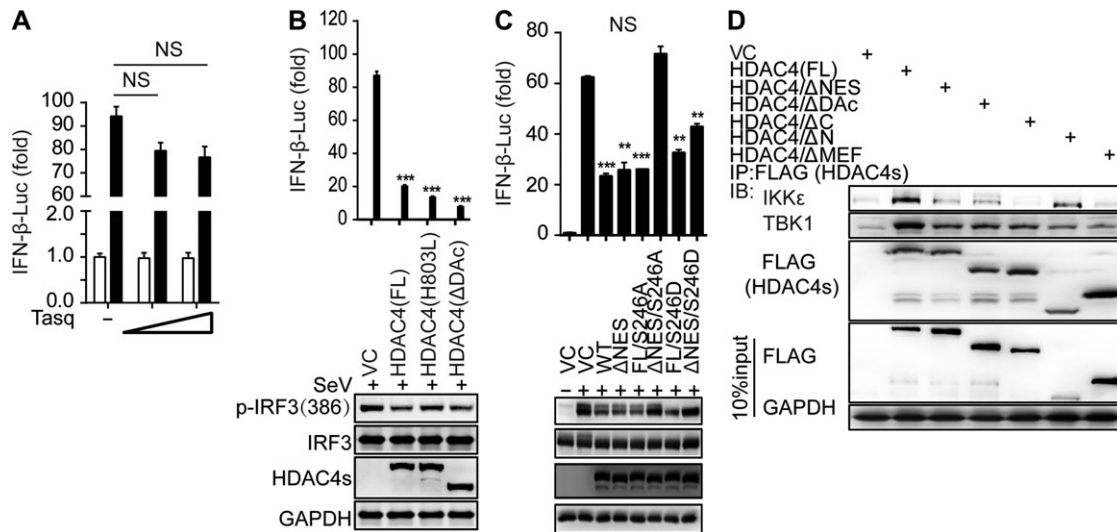 A
NS
NS
IFN-β-Luc (fold)
100
90
80
70
60
1.0
0.0
Tasq
–
B
IFN-β-Luc (fold)
120
100
80
60
40
20
0
***
***
***
VC
HDAC4(FL)
HDAC4(H803L)
HDAC4(ΔDAc)
SeV
+ + + +
p-IRF3(386)
IRF3
HDAC4s
GAPDH
C
NS
IFN-β-Luc (fold)
80
60
40
20
0
***
**
***
**
**
VC
VC
WT
ΔNES
FL/S246A
ΔNES/S246A
FL/S246D
ΔNES/S246D
– + + + + + + +
D
VC +
HDAC4(FL) +
HDAC4/ΔNES +
HDAC4/ΔDAc +
HDAC4/ΔC +
HDAC4/ΔN +
HDAC4/ΔMEF +
IP:FLAG (HDAC4s)
IB:
IKKε
TBK1
FLAG
(HDAC4s)
10%input
FLAG
GAPDH